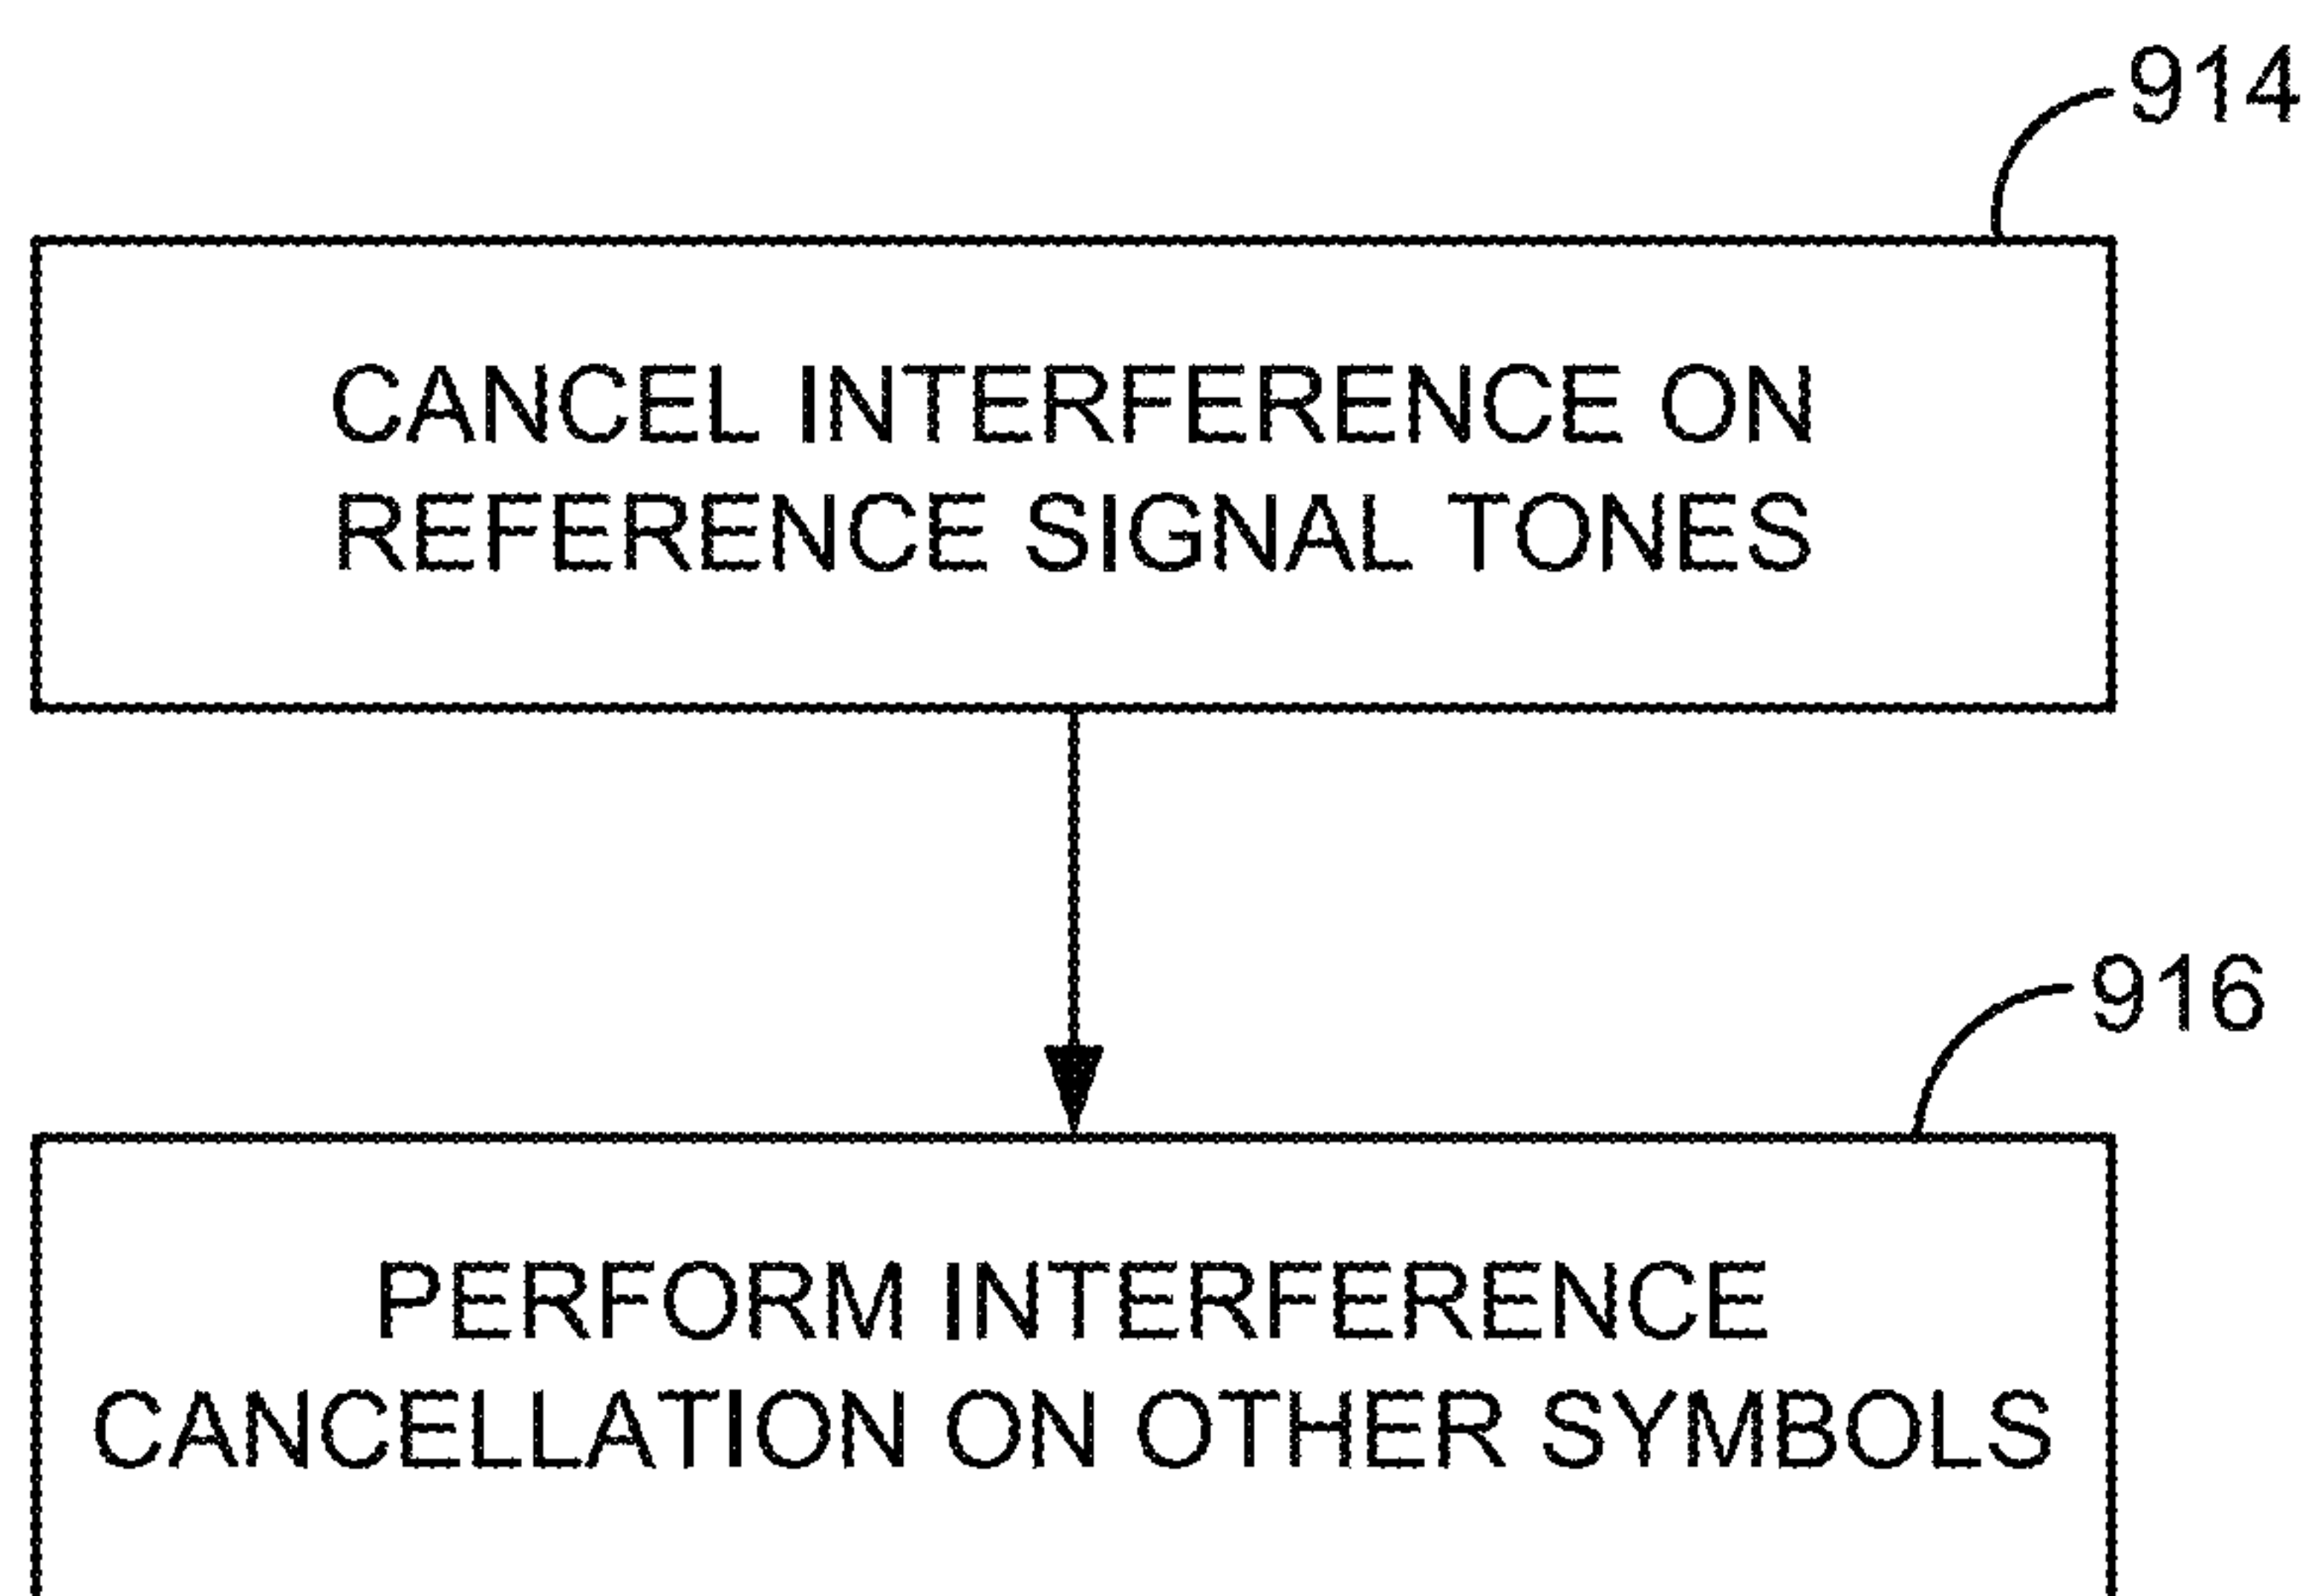 914
CANCEL INTERFERENCE ON
REFERENCE SIGNAL TONES
916
PERFORM INTERFERENCE
CANCELLATION ON OTHER SYMBOLS